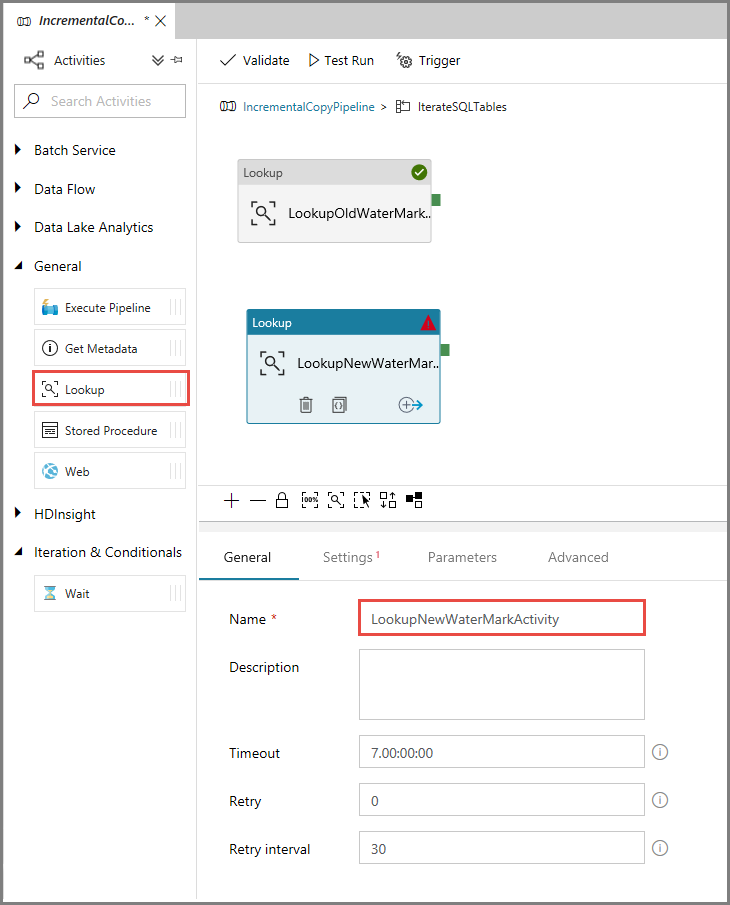 IncrementalCo... *
Activities
Search Activities
Batch Service
Data Flow
Data Lake Analytics
General
Execute Pipeline
Get Metadata
Lookup
Stored Procedure
Web
HDInsight
Iteration & Conditionals
Wait
Validate
Test Run
Trigger
IncrementalCopyPipeline > IterateSQLTables
Lookup
LookupOldWaterMark..
Lookup
LookupNewWaterMar..
100%
General
Settings 1
Parameters
Advanced
Name *
LookupNewWaterMarkActivity
Description
Timeout
7.00:00:00
Retry
0
Retry interval
30